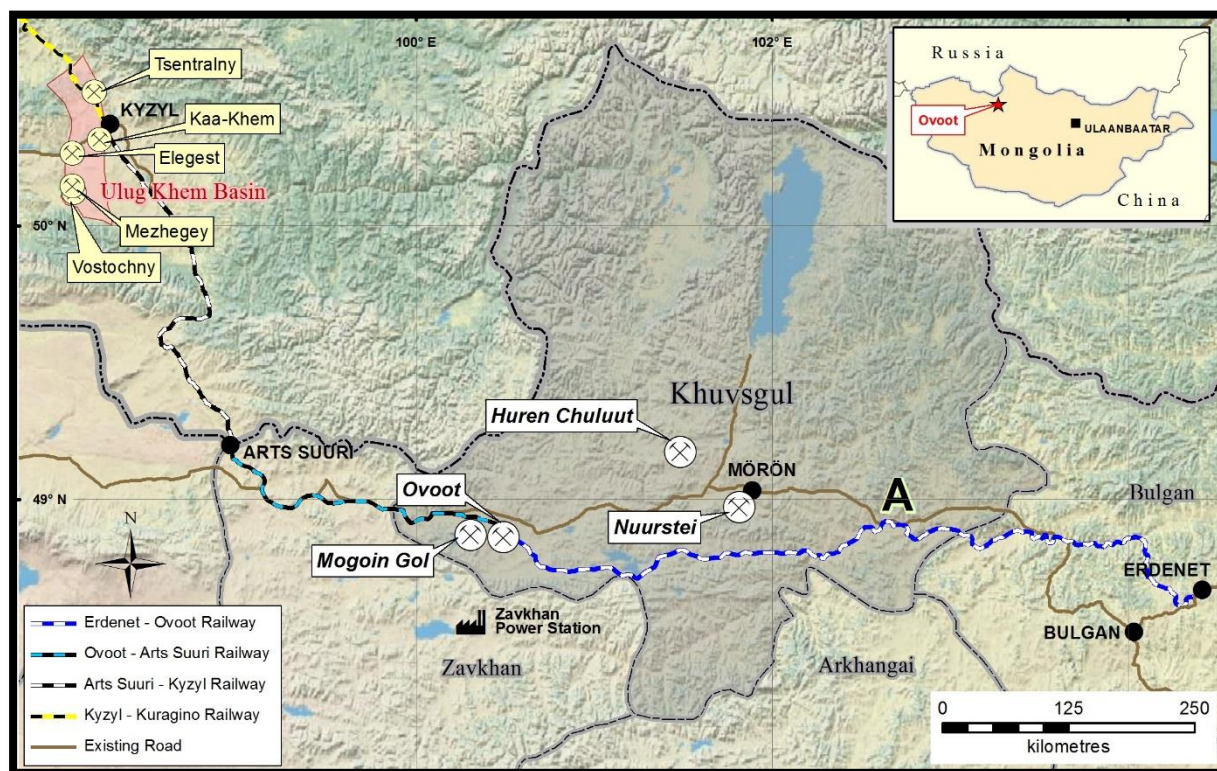 100° E
102° E
Tsentralny
KYZYL
Kaa-Khem
Elegest
Ulug Khem Basin
50° N
Mezhegey
Vostochny
Russia
Ovoot
ULAANBAATAR
Mongolia
China
Khuvsgul
Huren Chuluut
ARTS SUURI
MÖRÖN
Ovoot
49° N
A
Bulgan
Nuurstei
N
Mogoin Gol
ERDENET
Zavkhan
Power Station
BULGAN
Zavkhan
Arkhangai
Erdenet - Ovoot Railway
Ovoot - Arts Suuri Railway
Arts Suuri - Kyzyl Railway
Kyzyl - Kuragino Railway
Existing Road
0 125 250
kilometres